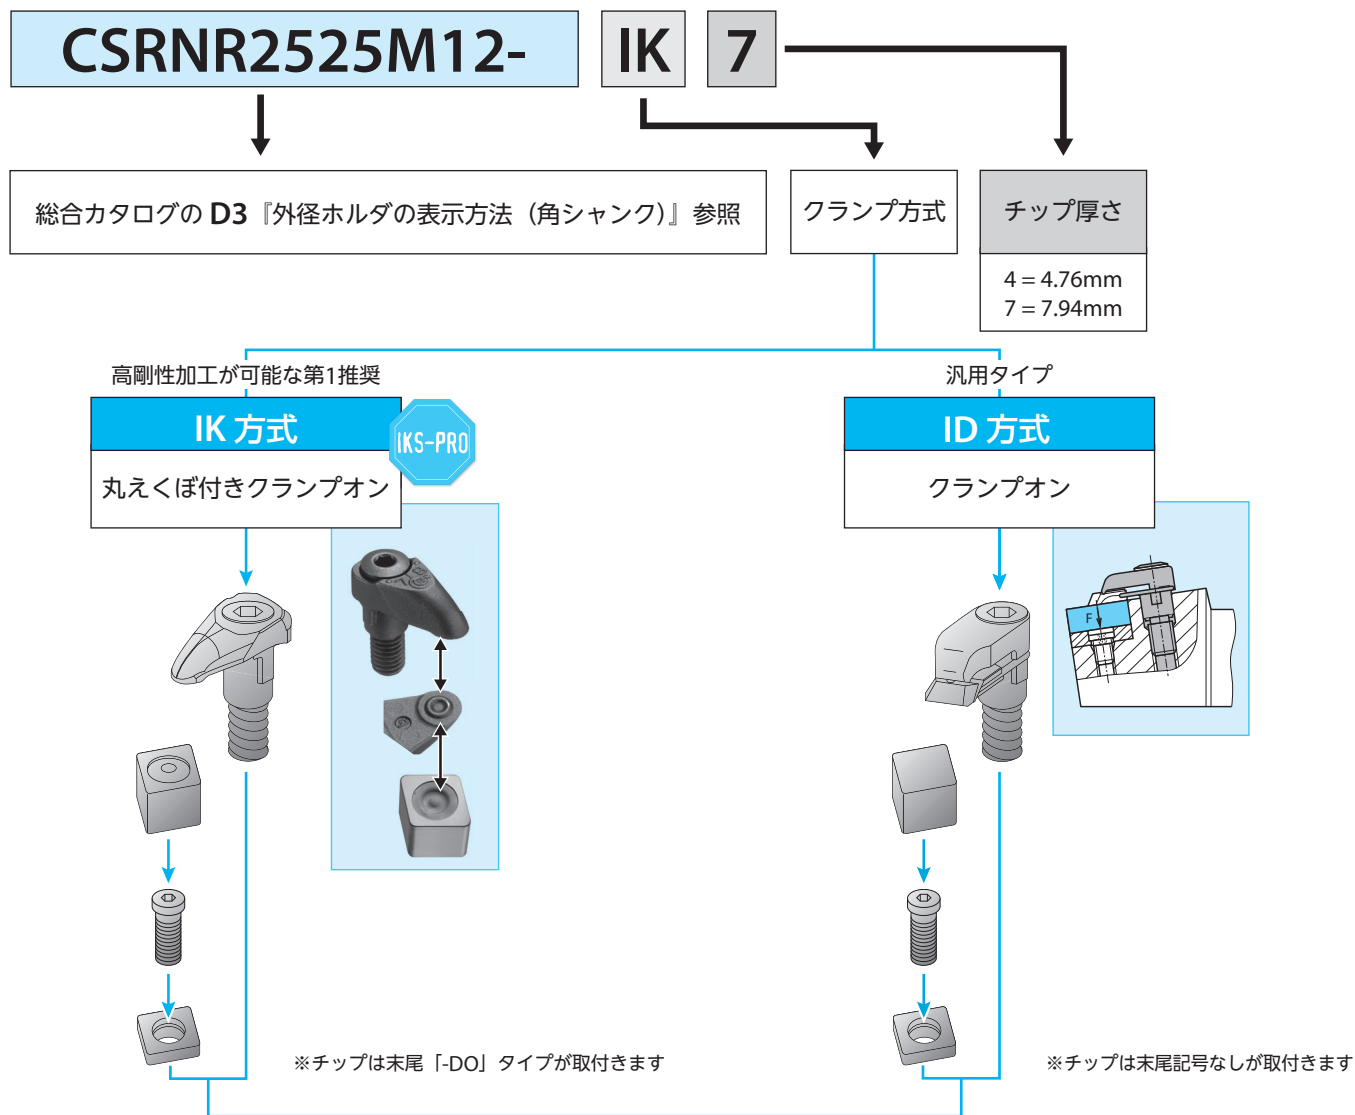 CSRNR2525M12- IK 7
総合カタログの D3『外径ホルダの表示方法（角シャンク）』参照
クランプ方式
チップ厚さ
4 = 4.76mm
7 = 7.94mm
高剛性加工が可能な第1推奨
IK 方式
IKS-PRO
丸えくぼ付きクランプオン
汎用タイプ
ID 方式
クランプオン
F
※チップは末尾「-DO」タイプが取付きます
※チップは末尾記号なしが取付きます